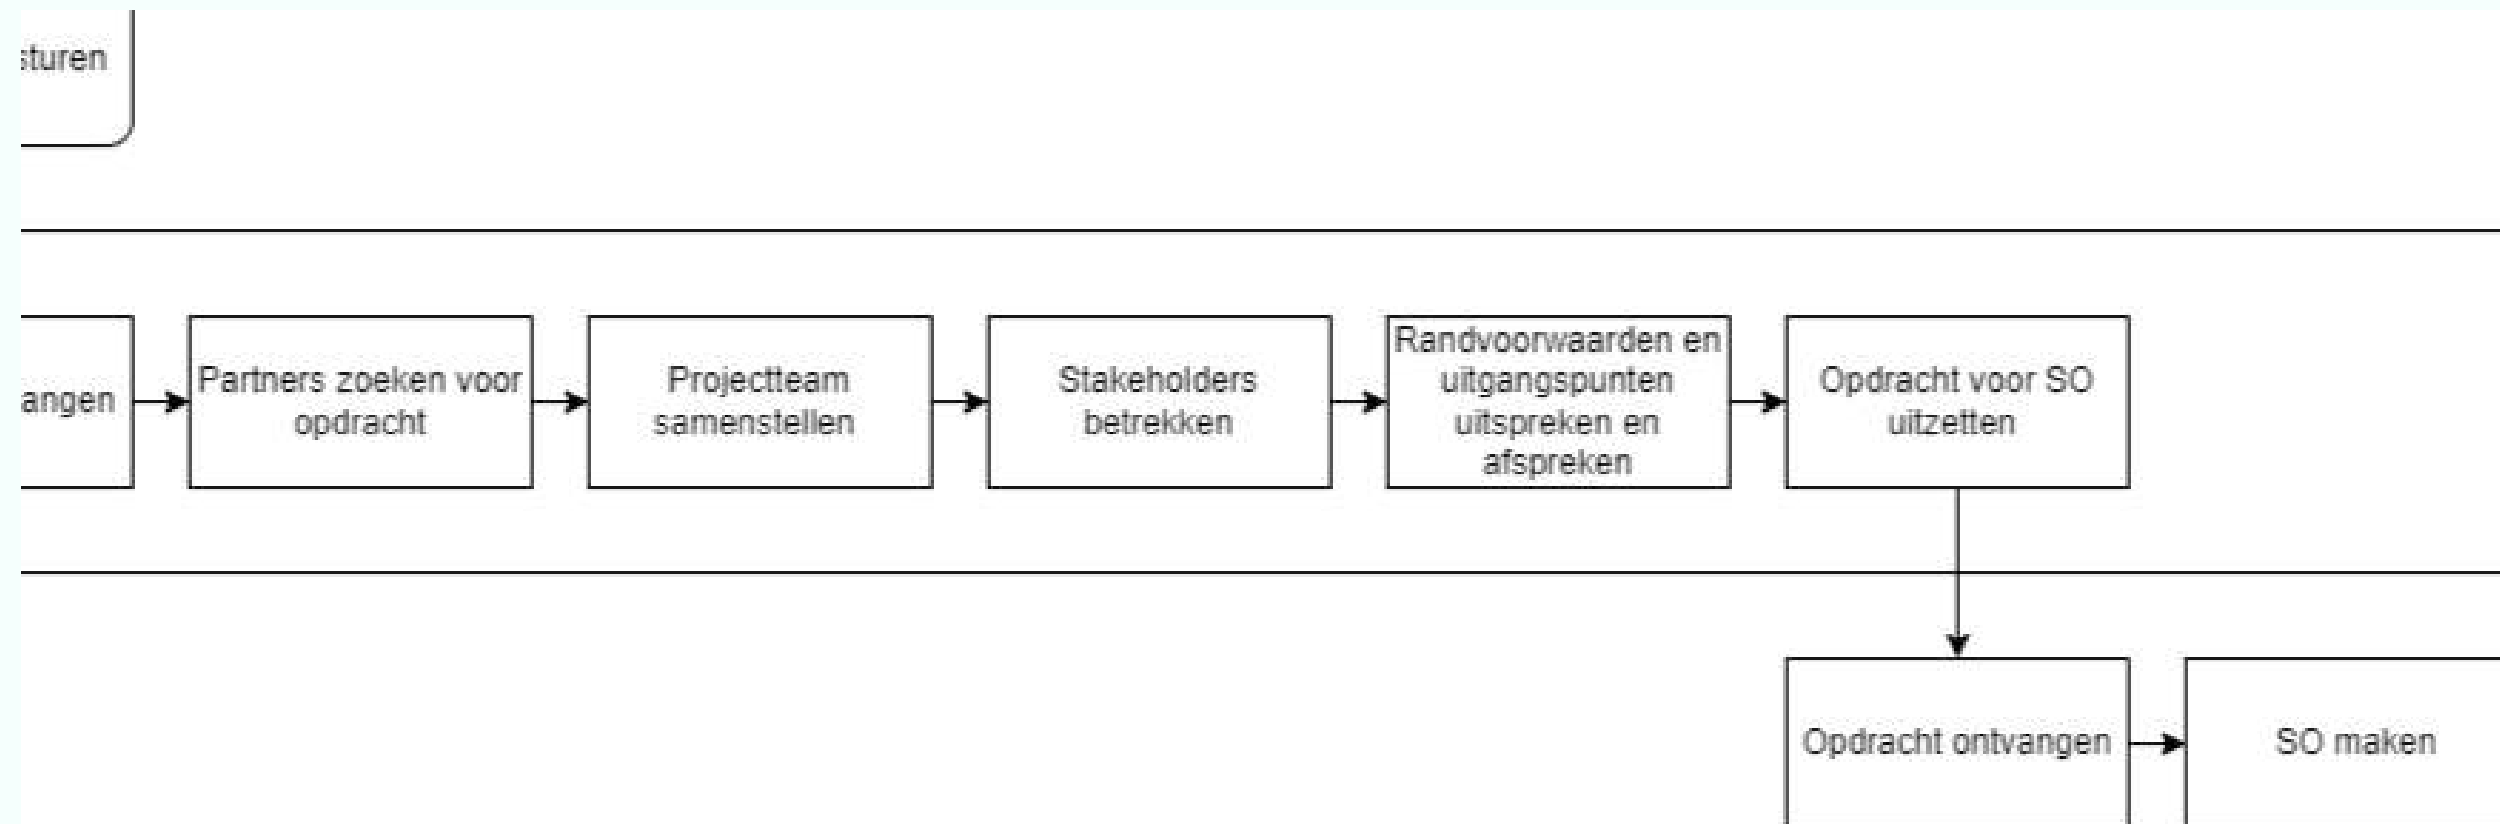 sturen
angen
Partners zoeken voor
opdracht
Projectteam
samenstellen
Stakeholders
betrekken
Randvoorwaarden en
uitgangspunten
uitspreken en
afspreken
Opdracht voor SO
uitzetten
Opdracht ontvangen
SO maken